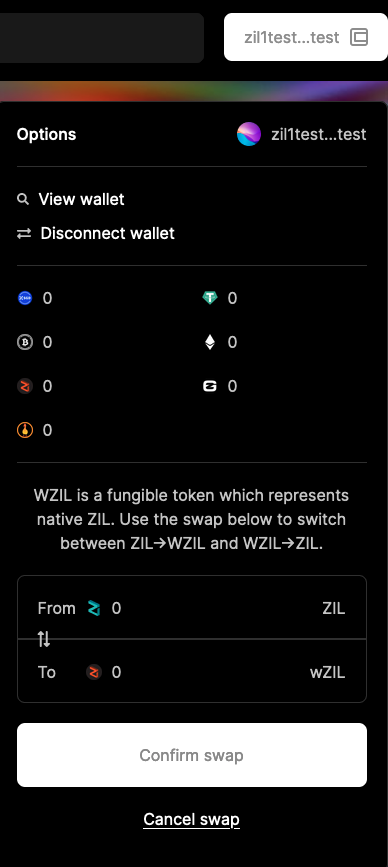 zil1test...test
Options
zil1test...test
View wallet
Disconnect wallet
0
0
0
0
0
0
0
WZIL is a fungible token which represents
native ZIL. Use the swap below to switch
between ZIL→WZIL and WZIL→ZIL.
From 0 ZIL
To 0 wZIL
Confirm swap
Cancel swap